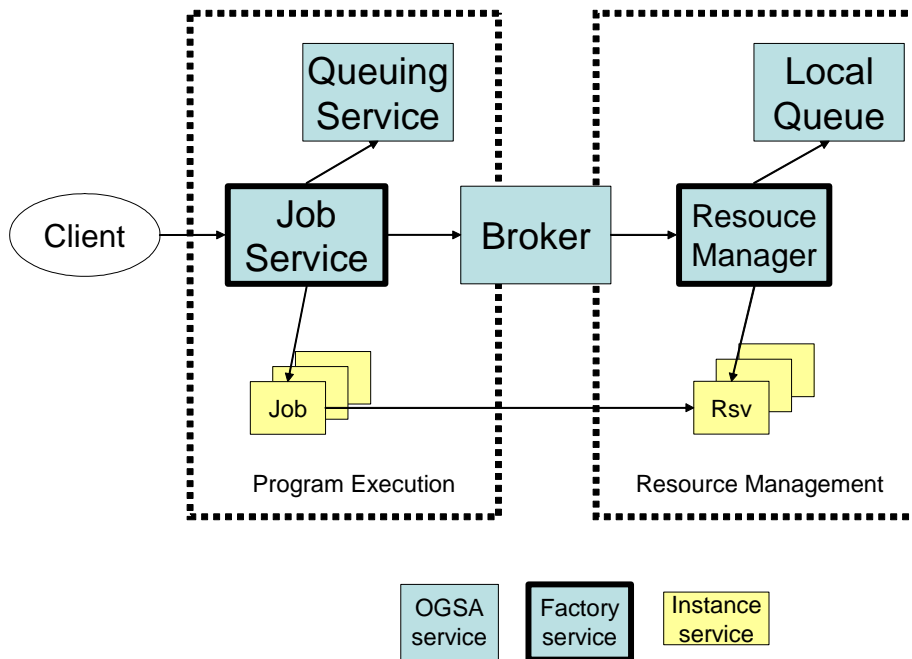 Queuing
Service
Local
Queue
Client
Job
Service
Broker
Resouce
Manager
Job
Rsv
Program Execution
Resource Management
OGSA
service
Factory
service
Instance
service